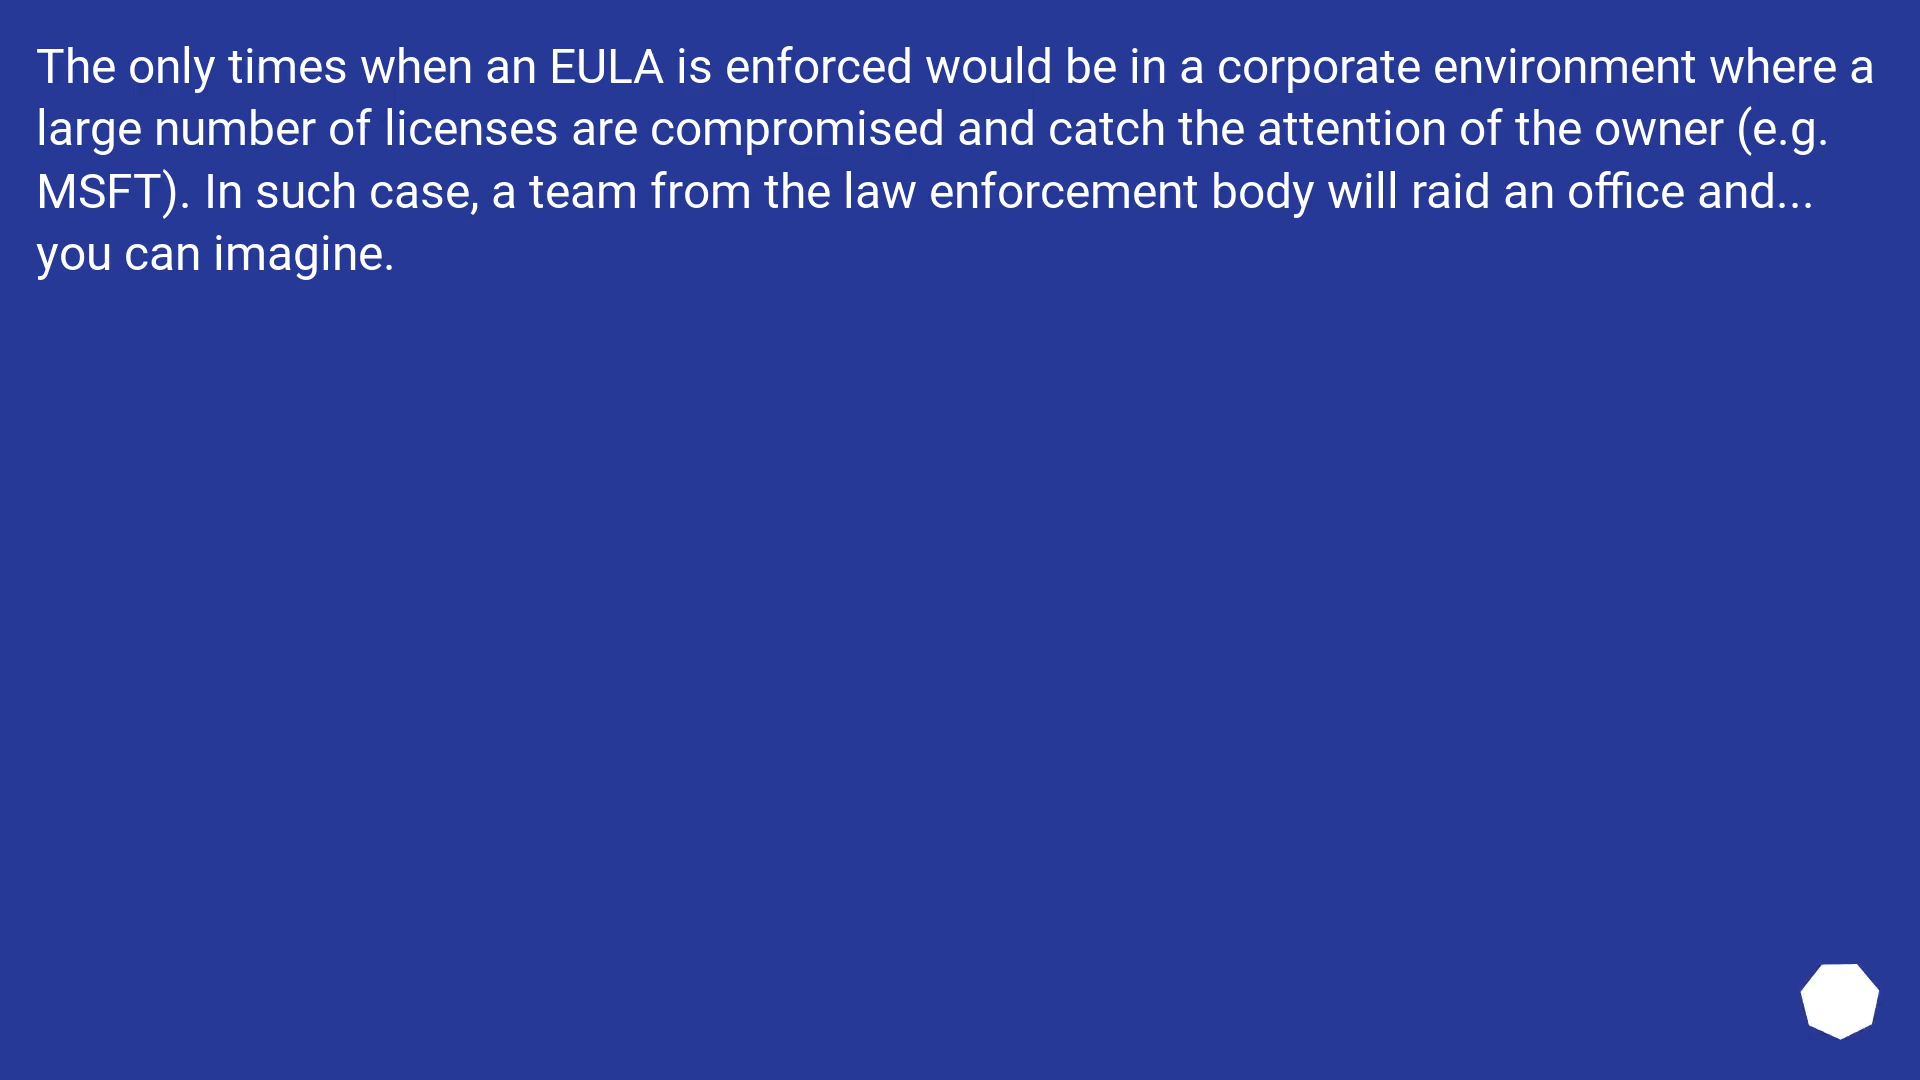 The only times when an EULA is enforced would be in a corporate environment where a
large number of licenses are compromised and catch the attention of the owner (e.g.
MSFT). In such case, a team from the law enforcement body will raid an office and...
you can imagine.